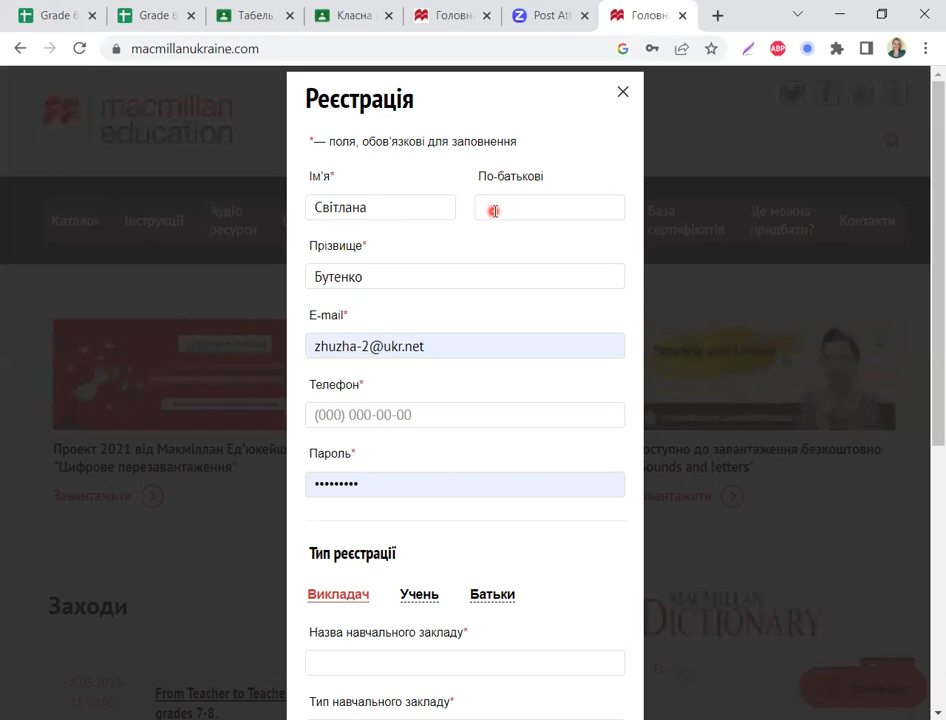 Grade 6.
Grade 6.
Табель,
Класна
Головн
Post Att
Головн
macmillanukraine.com
macmillan
education
Каталог
Інструкції
Аудіо
ресурси
База
сертифікатів
Де можна
придбати?
Контакти
Реєстрація
*— поля, обов'язкові для заповнення
Ім'я*
По-батькові
Світлана
Прізвище*
Бутенко
E-mail*
zhuzha-2@ukr.net
Телефон*
(000) 000-00-00
Пароль*
•••••••••
Тип реєстрації
Викладач
Учень
Батьки
Назва навчального закладу*
Тип навчального закладу*
Проект 2021 від Макміллан Ед'юкейш
"Цифрове перезавантаження"
Завантажити
оступно до завантаження безкоштовно
ounds and letters"
вантажити
Заходи
MACMILLAN
DICTIONARY
From Teacher to Teache
grades 7-8.